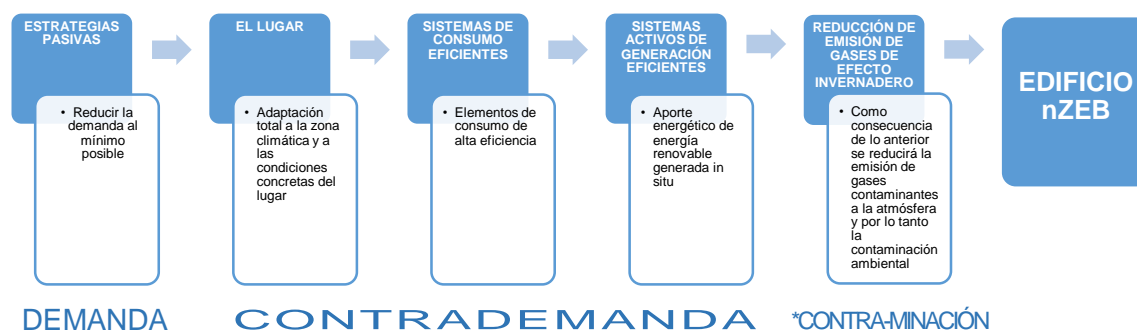 ESTRATEGIAS
PASIVAS
• Reducir la
demanda al
mínimo
posible
EL LUGAR
• Adaptación
total a la zona
climática y a
las
condiciones
concretas del
lugar
SISTEMAS DE
CONSUMO
EFICIENTES
• Elementos de
consumo de
alta eficiencia
SISTEMAS
ACTIVOS DE
GENERACIÓN
EFICIENTES
• Aporte
energético de
energía
renovable
generada in
situ
REDUCCIÓN DE
EMISIÓN DE
GASES DE
EFECTO
INVERNADERO
• Como
consecuencia
de lo anterior
se reducirá la
emisión de
gases
contaminantes
a la atmósfera
y por lo tanto
la
contaminación
ambiental
EDIFICIO
nZEB
DEMANDA
CONTRADEMANDA
*CONTRA-MINACIÓN